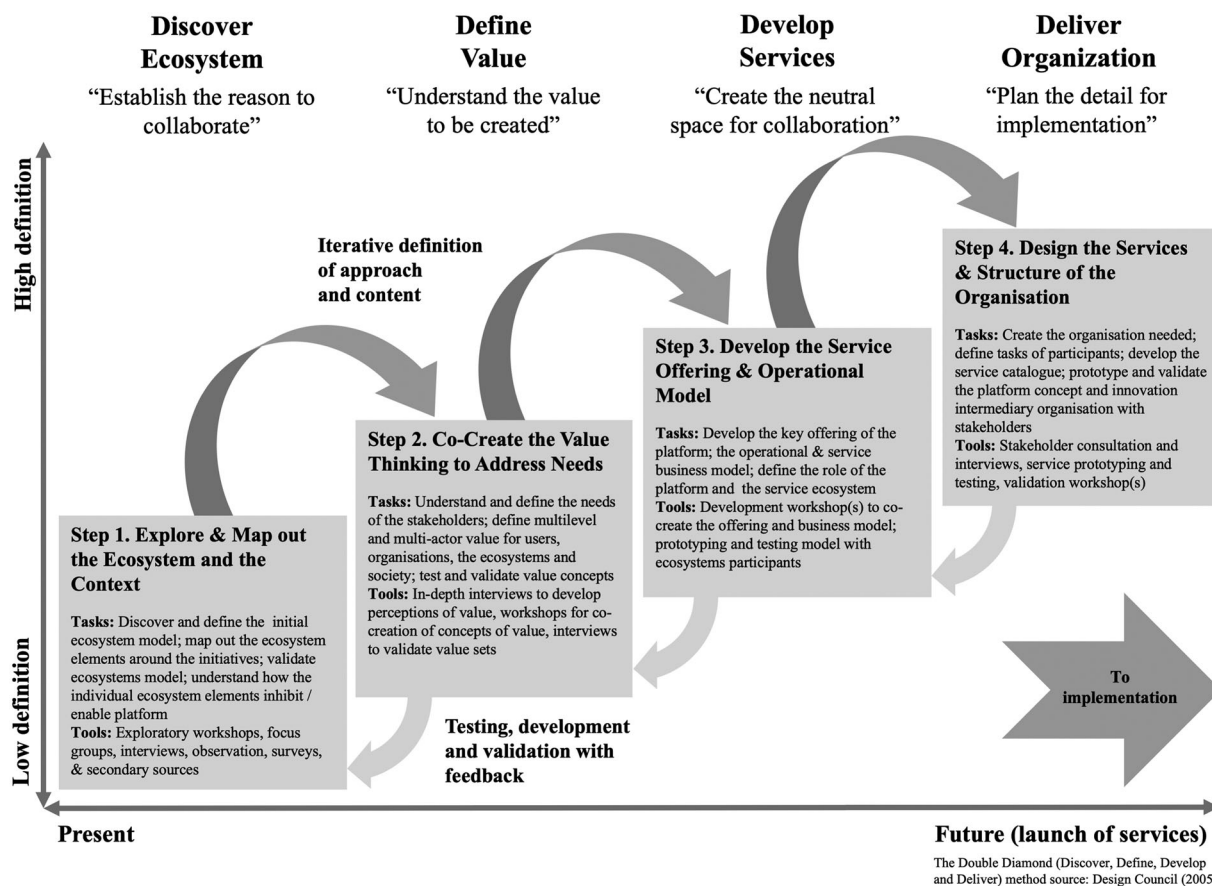 Discover
Ecosystem
“Establish the reason to
collaborate”
Define
Value
“Understand the value
to be created”
Develop
Services
“Create the neutral
space for collaboration”
Deliver
Organization
“Plan the detail for
implementation”
High definition
Low definition
Iterative definition
of approach
and content
Step 1. Explore & Map out
the Ecosystem and the
Context
Tasks: Discover and define the initial
ecosystem model; map out the ecosystem
elements around the initiatives; validate
ecosystems model; understand how the
individual ecosystem elements inhibit /
enable platform
Tools: Exploratory workshops, focus
groups, interviews, observation, surveys,
& secondary sources
Step 2. Co-Create the Value
Thinking to Address Needs
Tasks: Understand and define the needs
of the stakeholders; define multilevel
and multi-actor value for users,
organisations, the ecosystems and
society; test and validate value concepts
Tools: In-depth interviews to develop
perceptions of value, workshops for co-
creation of concepts of value, interviews
to validate value sets
Step 3. Develop the Service
Offering & Operational
Model
Tasks: Develop the key offering of the
platform; the operational & service
business model; define the role of the
platform and the service ecosystem
Tools: Development workshop(s) to co-
create the offering and business model;
prototyping and testing model with
ecosystems participants
Step 4. Design the Services
& Structure of the
Organisation
Tasks: Create the organisation needed;
define tasks of participants; develop the
service catalogue; prototype and validate
the platform concept and innovation
intermediary organisation with
stakeholders
Tools: Stakeholder consultation and
interviews, service prototyping and
testing, validation workshop(s)
Testing, development
and validation with
feedback
To
implementation
Present
Future (launch of services)
The Double Diamond (Discover, Define, Develop
and Deliver) method source: Design Council (2005